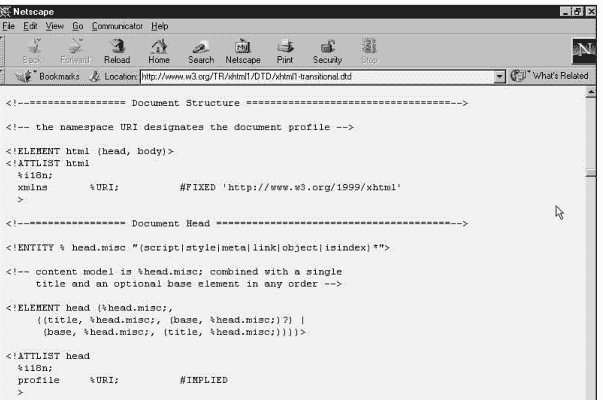 Netscape
File Edit View Go Communicator Help
Back Forward Reload Home Search Netscape Print Security Stop
Bookmarks Location: http://www.w3.org/TR/xhtml1/DTD/xhtml1-transitional.dtd What's Related
<!--================ Document Structure ==================================-->
<!-- the namespace URI designates the document profile -->
<!ELEMENT html (head, body)>
<!ATTLIST html
%i18n;
xmlns %URI; #FIXED 'http://www.w3.org/1999/xhtml'
>
<!--================ Document Head =======================================-->
<!ENTITY % head.misc "(script|style|meta|link|object|isindex)*">
<!-- content model is %head.misc; combined with a single
title and an optional base element in any order -->
<!ELEMENT head (%head.misc;,
((title, %head.misc;, (base, %head.misc;)?) |
(base, %head.misc;, (title, %head.misc;))))>
<!ATTLIST head
%i18n;
profile %URI; #IMPLIED
>